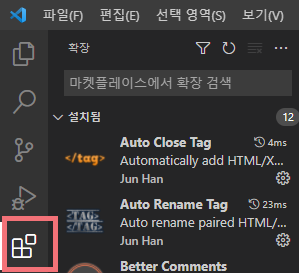 파일(F) 편집(E) 선택 영역(S) 보기(V)
확장
마켓플레이스에서 확장 검색
설치됨 12
</tag> Auto Close Tag 4ms
Automatically add HTML/X...
Jun Han
<TAG> Auto Rename Tag 23ms
</TAG> Auto rename paired HTML/...
Jun Han
Better Comments